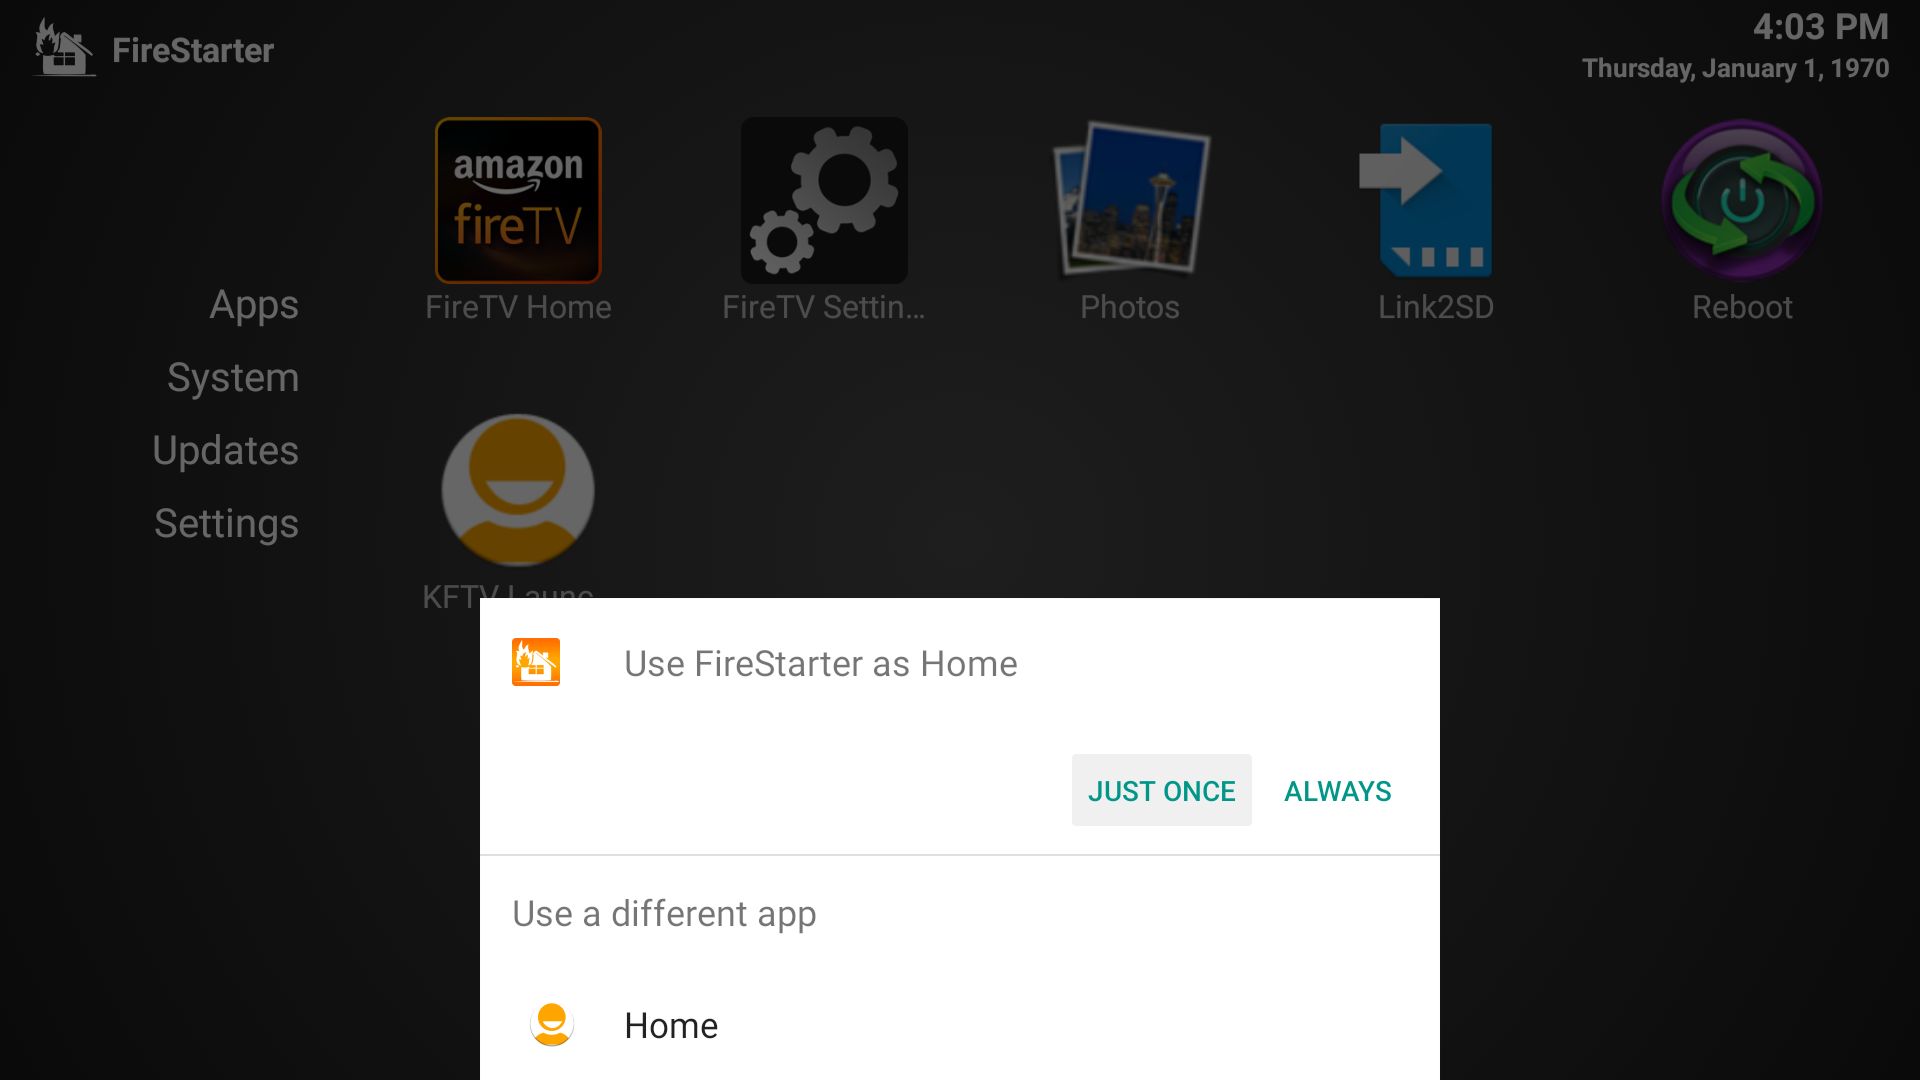 FireStarter
4:03 PM
Thursday, January 1, 1970
amazon
fireTV
FireTV Home
FireTV Settin...
Photos
Link2SD
Reboot
Apps
System
Updates
Settings
KFTV Launc
Use FireStarter as Home
JUST ONCE
ALWAYS
Use a different app
Home